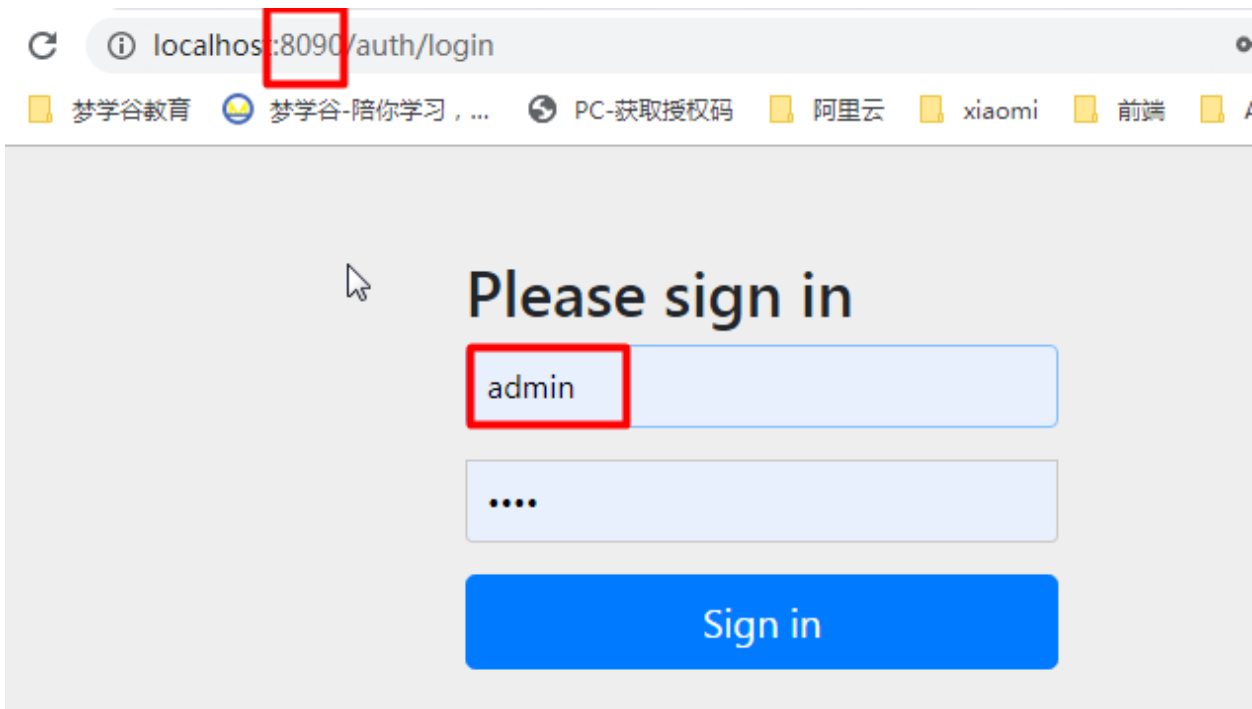 localhost:8090/auth/login
梦学谷教育 梦学谷-陪你学习，... PC-获取授权码 阿里云 xiaomi 前端
Please sign in
admin
••••
Sign in